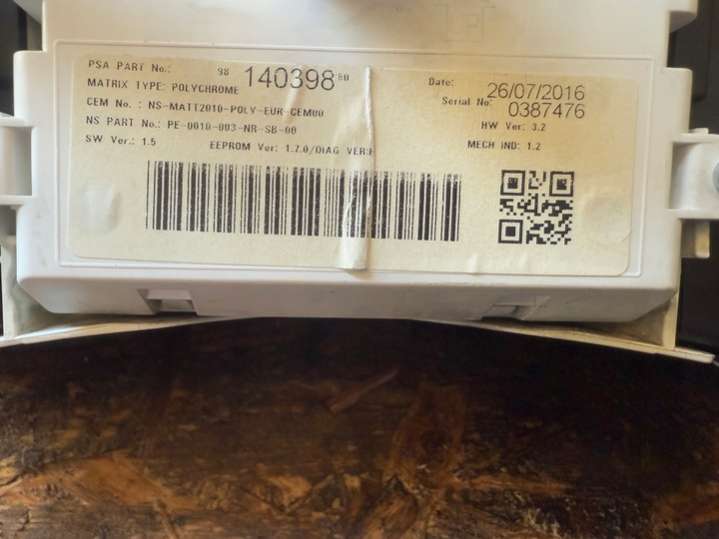 PSA PART No.: 98 140398 80
MATRIX TYPE: POLYCHROME
CEM No. : NS-MATT2010-POLY-EUR-CEM00
NS PART No.: PE-0010-003-NR-SB-00
SW Ver.: 1.5 EEPROM Ver: 1.7.0/DIAG VER:
Date: 26/07/2016
Serial No: 0387476
HW Ver: 3.2
MECH IND: 1.2